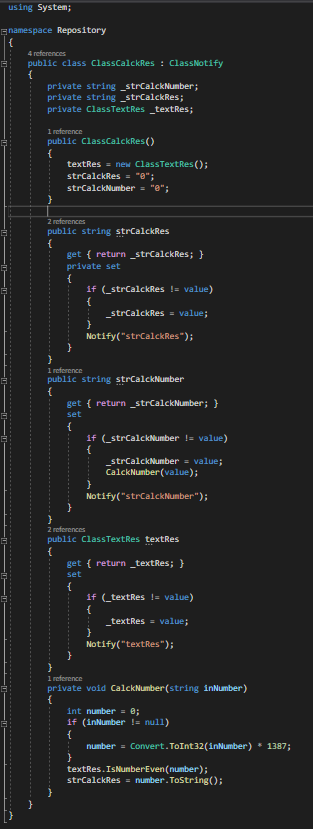 using System;
namespace Repository
{
4 references
public class ClassCalckRes : ClassNotify
{
private string _strCalckNumber;
private string _strCalckRes;
private ClassTextRes _textRes;
1 reference
public ClassCalckRes()
{
textRes = new ClassTextRes();
strCalckRes = "0";
strCalckNumber = "0";
}
2 references
public string strCalckRes
{
get { return _strCalckRes; }
private set
{
if (_strCalckRes != value)
{
_strCalckRes = value;
}
Notify("strCalckRes");
}
}
1 reference
public string strCalckNumber
{
get { return _strCalckNumber; }
set
{
if (_strCalckNumber != value)
{
_strCalckNumber = value;
CalckNumber(value);
}
Notify("strCalckNumber");
}
}
2 references
public ClassTextRes textRes
{
get { return _textRes; }
set
{
if (_textRes != value)
{
_textRes = value;
}
Notify("textRes");
}
}
1 reference
private void CalckNumber(string inNumber)
{
int number = 0;
if (inNumber != null)
{
number = Convert.ToInt32(inNumber) * 1387;
}
textRes.IsNumberEven(number);
strCalckRes = number.ToString();
}
}
}